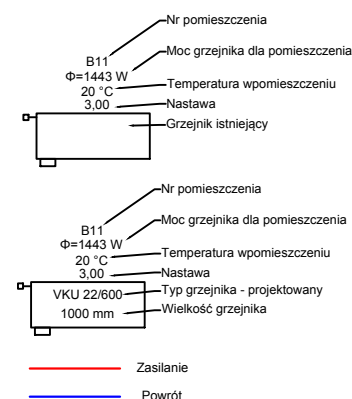 Nr pomieszczenia
Moc grzejnika dla pomieszczenia
B11
Φ=1443 W
20 °C
Temperatura wpomieszczeniu
3,00
Nastawa
Grzejnik istniejący
Nr pomieszczenia
Moc grzejnika dla pomieszczenia
B11
Φ=1443 W
20 °C
Temperatura wpomieszczeniu
3,00
Nastawa
VKU 22/600
Typ grzejnika - projektowany
1000 mm
Wielkość grzejnika
Zasilanie
Powrót